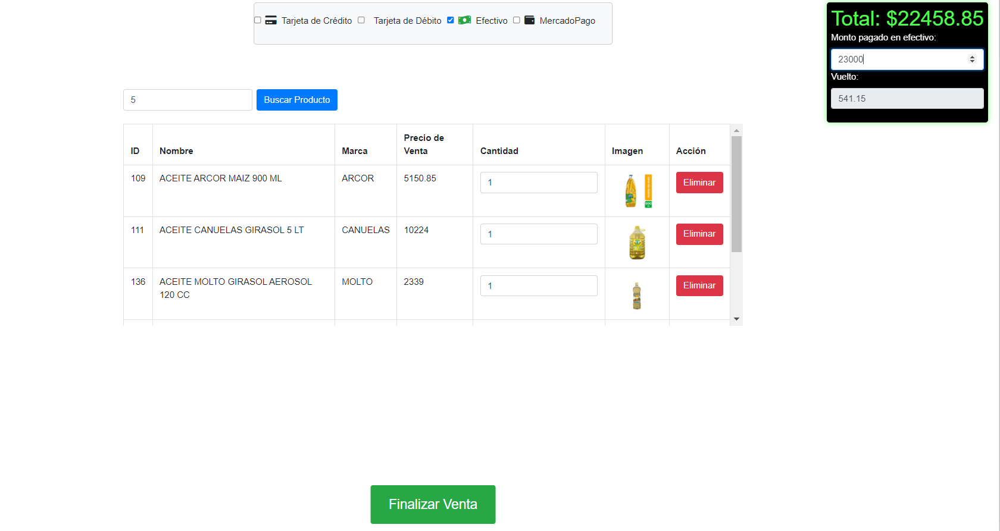 Tarjeta de Crédito Tarjeta de Débito Efectivo MercadoPago
Total: $22458.85
Monto pagado en efectivo:
23000
Vuelto:
541.15
5 Buscar Producto
ID Nombre Marca Precio de Venta Cantidad Imagen Acción
109 ACEITE ARCOR MAIZ 900 ML ARCOR 5150.85 1 Eliminar
111 ACEITE CANUELAS GIRASOL 5 LT CANUELAS 10224 1 Eliminar
136 ACEITE MOLTO GIRASOL AEROSOL 120 CC MOLTO 2339 1 Eliminar
Finalizar Venta